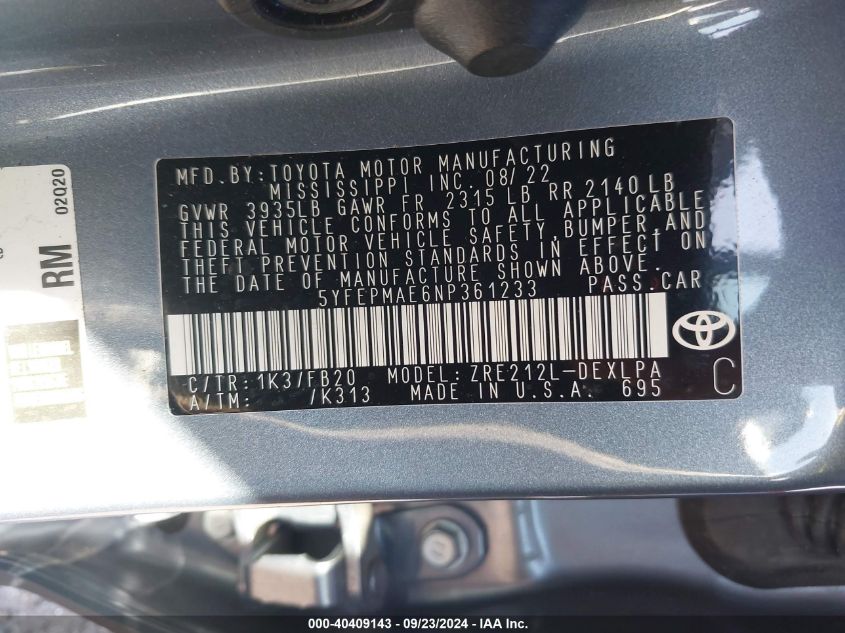 MFD. BY: TOYOTA MOTOR MANUFACTURING
MISSISSIPPI INC. 08/22
GVWR 3935LB GAWR FR 2315 LB RR 2140 LB
THIS VEHICLE CONFORMS TO ALL APPLICABLE
FEDERAL MOTOR VEHICLE SAFETY, BUMPER, AND
THEFT PREVENTION STANDARDS IN EFFECT ON
THE DATE OF MANUFACTURE SHOWN ABOVE.
5YFEPMAE6NP361233 PASS.CAR
C/TR: 1K3/FB20 MODEL: ZRE212L-DEXLPA
A/TM: /K313 MADE IN U.S.A. 695
C
RM 02020
000-40409143 - 09/23/2024 - IAA Inc.